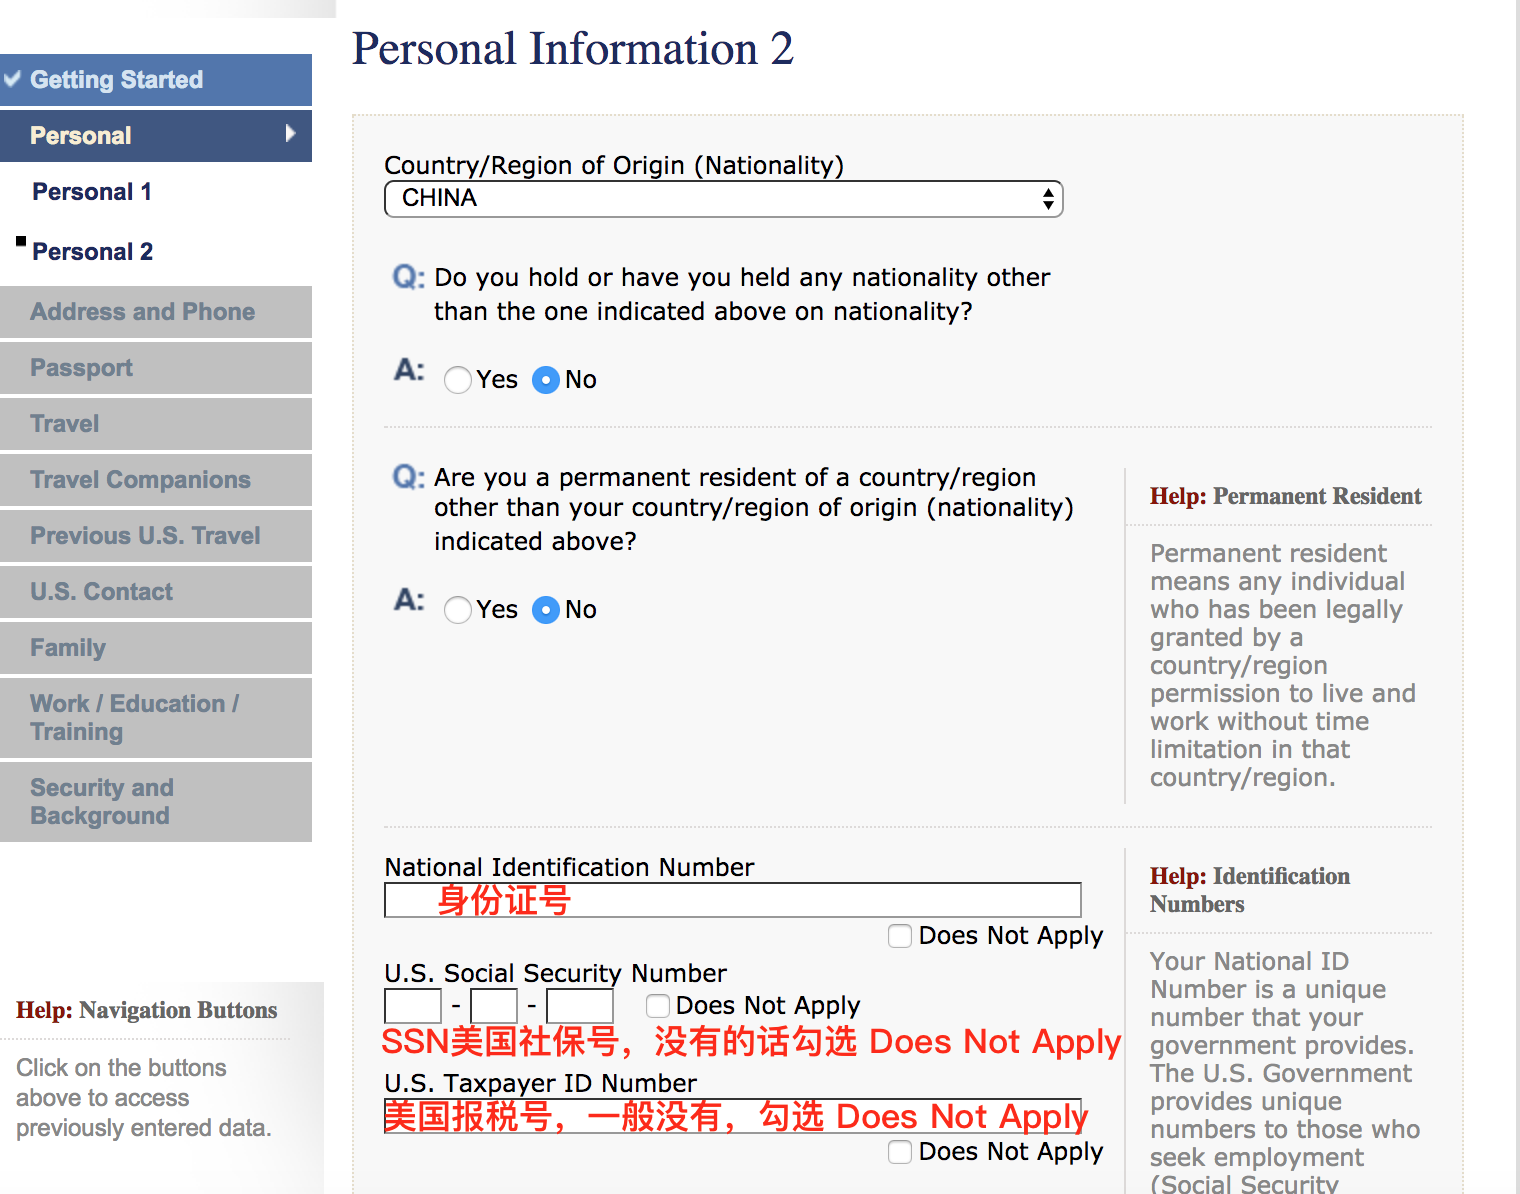 Personal Information 2
Getting Started
Personal
Personal 1
Personal 2
Address and Phone
Passport
Travel
Travel Companions
Previous U.S. Travel
U.S. Contact
Family
Work / Education /
Training
Security and
Background
Help: Navigation Buttons
Click on the buttons
above to access
previously entered data.
Country/Region of Origin (Nationality)
CHINA
Q: Do you hold or have you held any nationality other
than the one indicated above on nationality?
A: Yes No
Q: Are you a permanent resident of a country/region
other than your country/region of origin (nationality)
indicated above?
A: Yes No
Help: Permanent Resident
Permanent resident
means any individual
who has been legally
granted by a
country/region
permission to live and
work without time
limitation in that
country/region.
National Identification Number
身份证号
Does Not Apply
U.S. Social Security Number
- - Does Not Apply
SSN美国社保号，没有的话勾选 Does Not Apply
U.S. Taxpayer ID Number
美国报税号，一般没有，勾选 Does Not Apply
Does Not Apply
Help: Identification
Numbers
Your National ID
Number is a unique
number that your
government provides.
The U.S. Government
provides unique
numbers to those who
seek employment
(Social Security